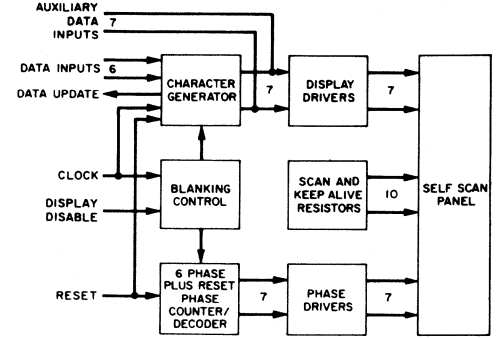 AUXILIARY
DATA 7
INPUTS
DATA INPUTS 6
DATA UPDATE
CHARACTER
GENERATOR
7
DISPLAY
DRIVERS
7
CLOCK
DISPLAY
DISABLE
BLANKING
CONTROL
SCAN AND
KEEP ALIVE
RESISTORS
10
SELF SCAN
PANEL
RESET
6 PHASE
PLUS RESET
PHASE
COUNTER/
DECODER
7
PHASE
DRIVERS
7